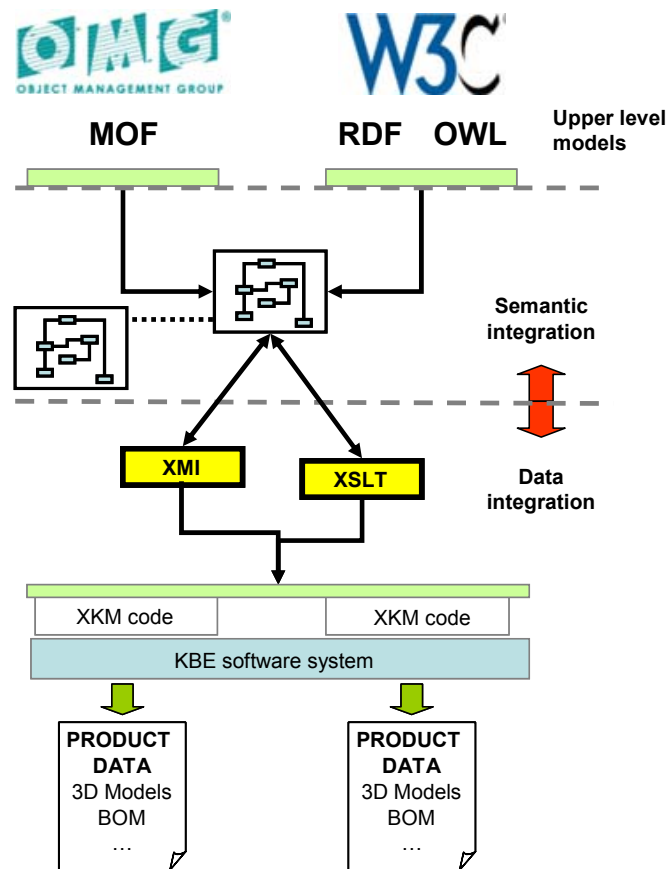 O·M·G®
OBJECT MANAGEMENT GROUP
W3C
MOF
RDF OWL
Upper level
models
Semantic
integration
XMI
XSLT
Data
integration
XKM code
XKM code
KBE software system
PRODUCT
DATA
3D Models
BOM
…
PRODUCT
DATA
3D Models
BOM
…